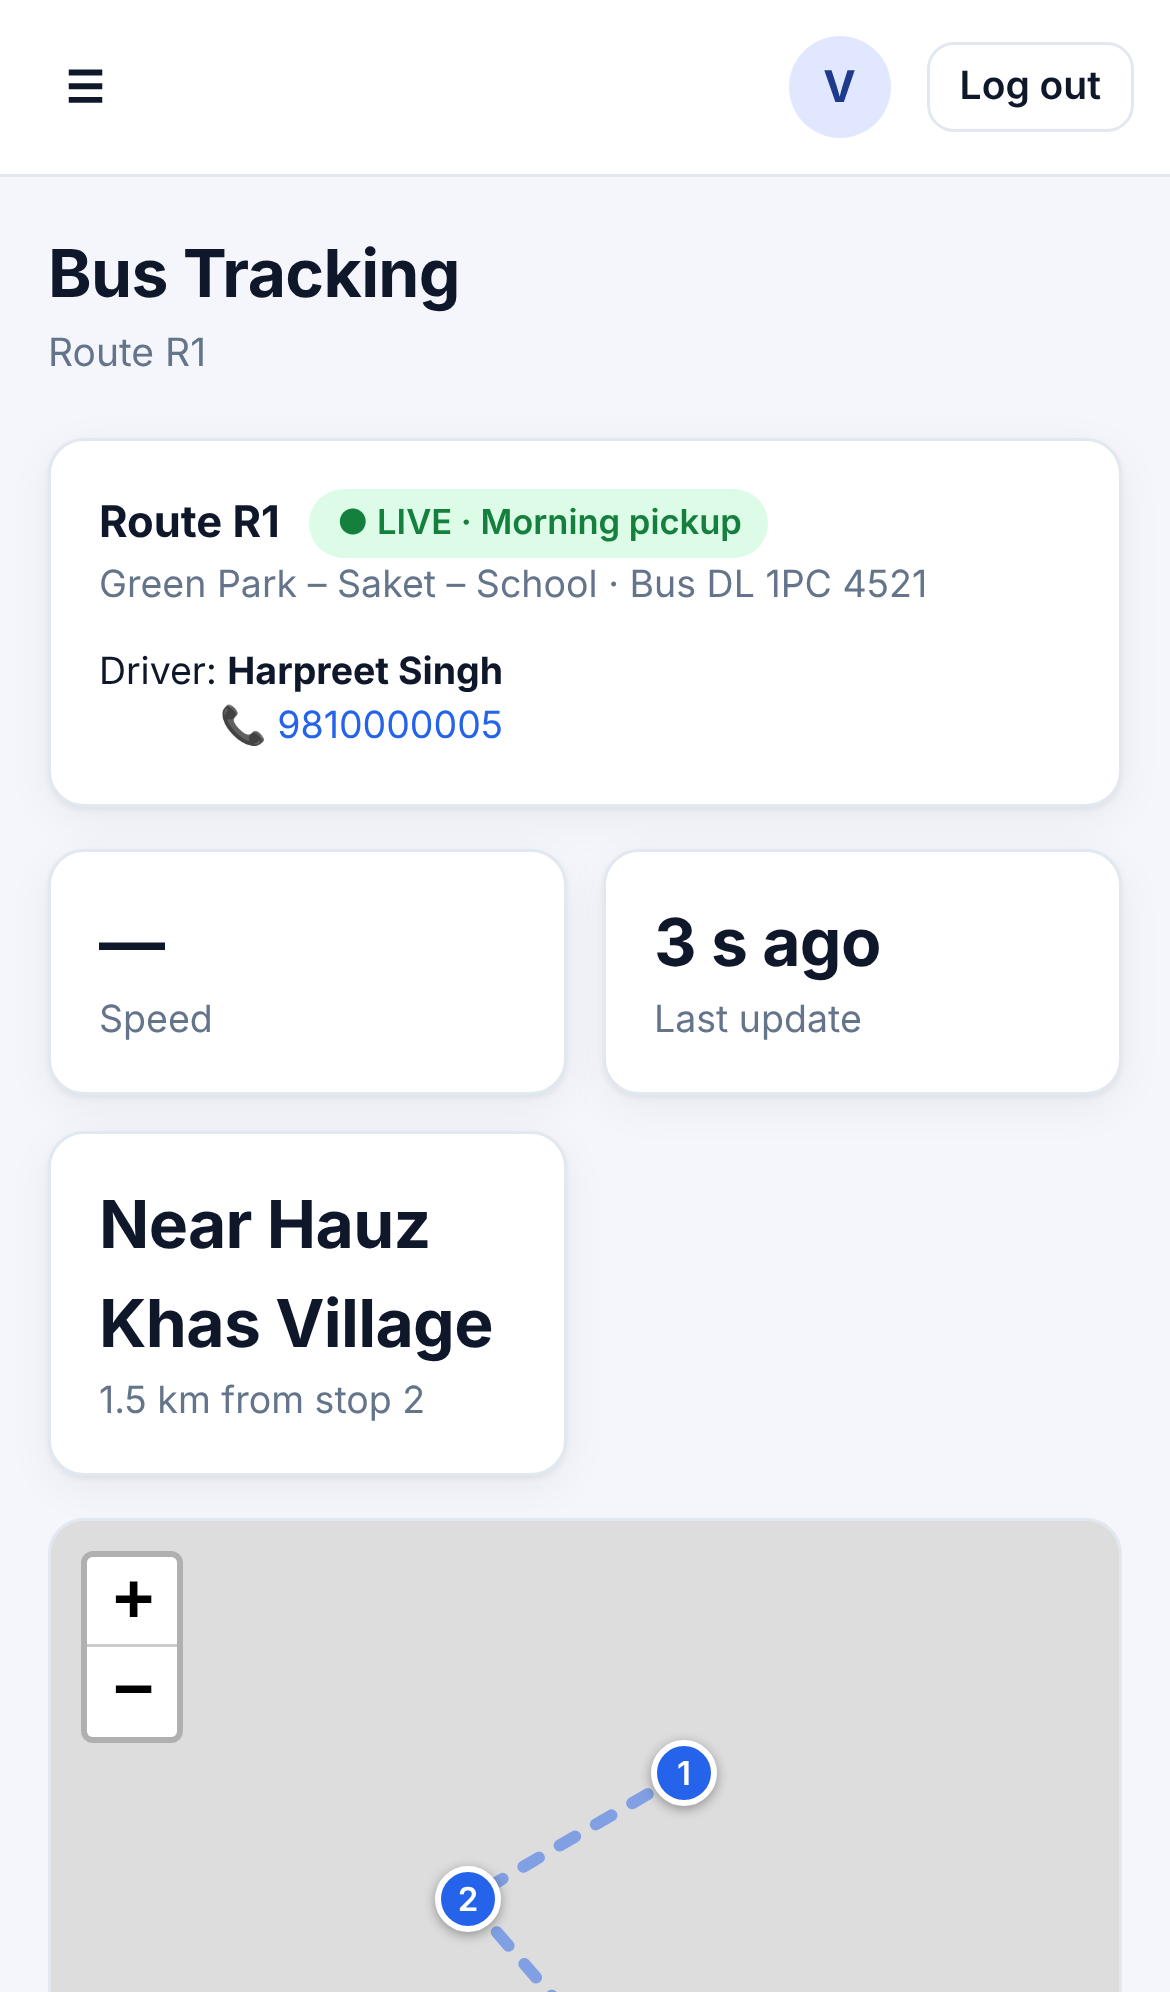 ☰ V Log out
Bus Tracking
Route R1
Route R1 ● LIVE · Morning pickup
Green Park – Saket – School · Bus DL 1PC 4521
Driver: Harpreet Singh
📞 9810000005
—
Speed
3 s ago
Last update
Near Hauz
Khas Village
1.5 km from stop 2
+
−
1
2